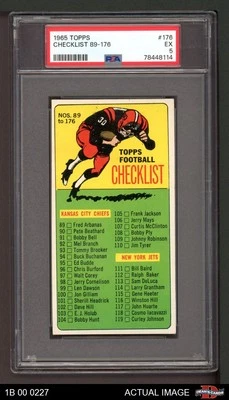 1965 TOPPS #176
CHECKLIST 89-176 EX
PSA 5
78448114
NOS. 89
to 176
30
TOPPS
FOOTBALL
CHECKLIST
KANSAS CITY CHIEFS
89 Fred Arbanas
90 Pete Beathard
91 Bobby Bell
92 Mel Branch
93 Tommy Brooker
94 Buck Buchanan
95 Ed Budde
96 Chris Burford
97 Walt Corey
98 Jerry Cornelison
99 Len Dawson
100 Jon Gilliam
101 Sherill Headrick
102 Dave Hill
103 E. J. Holub
104 Bobby Hunt
105 Frank Jackson
106 Jerry Mays
107 Curtis McClinton
108 Bobby Ply
109 Johnny Robinson
110 Jim Tyrer
NEW YORK JETS
111 Bill Baird
112 Ralph Baker
113 Sam DeLuca
114 Larry Grantham
115 Gene Heeter
116 Winston Hill
117 John Huarte
118 Cosmo Iacavazzi
119 Curley Johnson
1B 00 0227
ACTUAL IMAGE